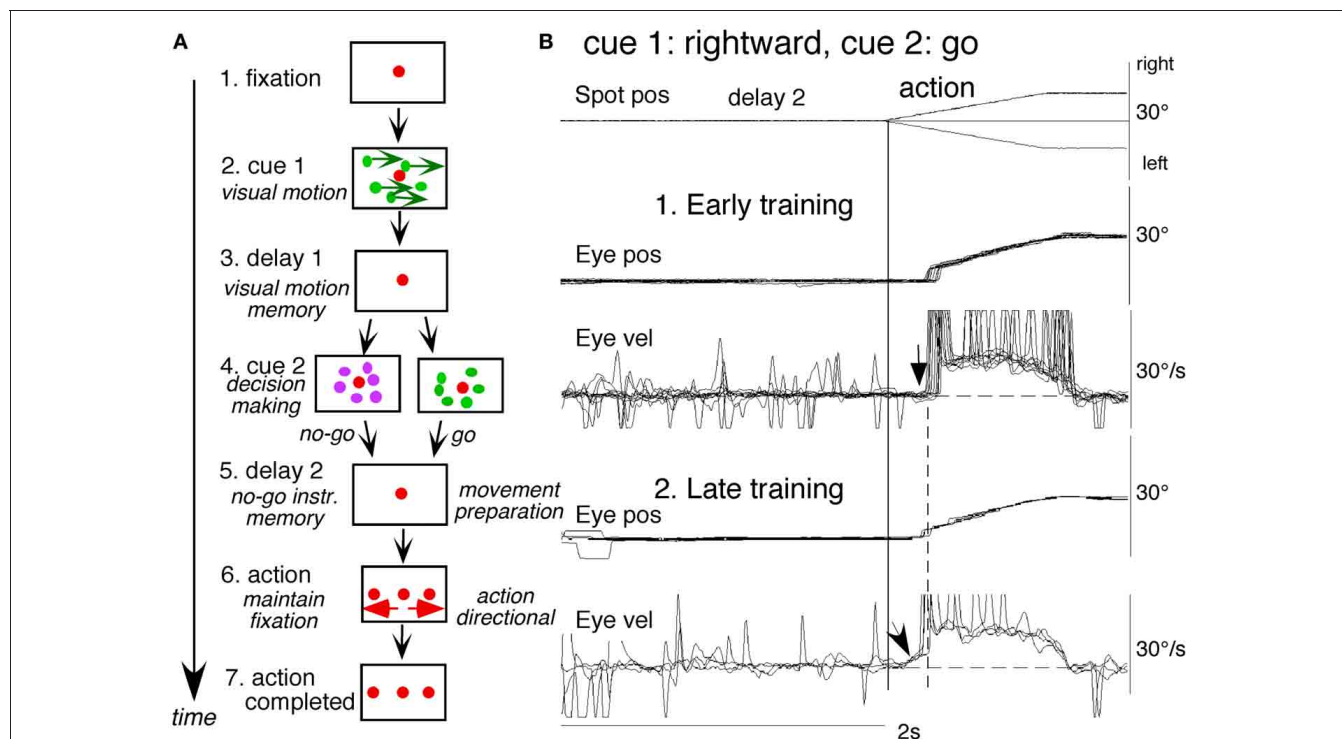 A
1. fixation
2. cue 1
visual motion
3. delay 1
visual motion
memory
4. cue 2
decision
making
no-go
go
5. delay 2
no-go instr.
memory
movement
preparation
6. action
maintain
fixation
action
directional
7. action
completed
time
B cue 1: rightward, cue 2: go
Spot pos
delay 2
action
right
30°
left
1. Early training
Eye pos
30°
Eye vel
30°/s
2. Late training
Eye pos
30°
Eye vel
30°/s
2s